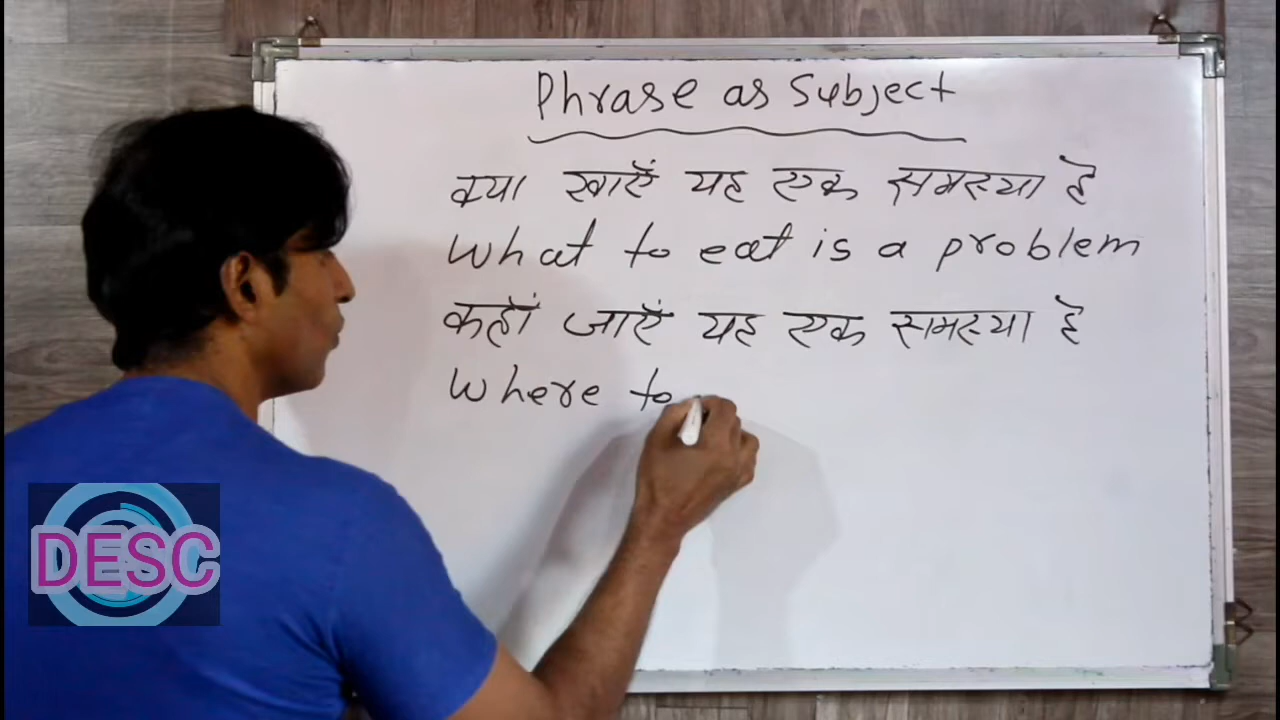 Phrase as Subject
क्या खाएँ यह एक समस्या है
What to eat is a problem
कहाँ जाएँ यह एक समस्या है
Where to
DESC